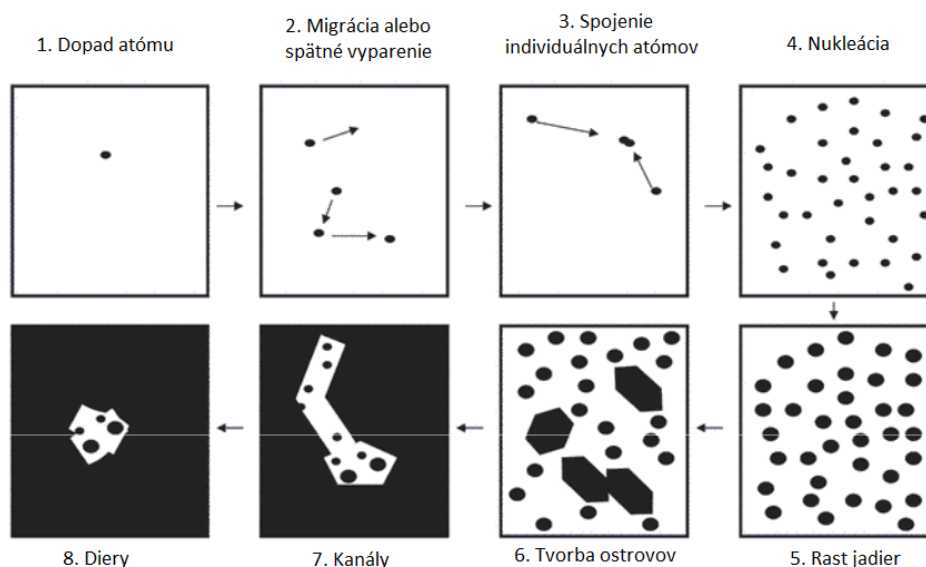 1. Dopad atómu
2. Migrácia alebo
spätné vyparenie
3. Spojenie
individuálnych atómov
4. Nukleácia
8. Diery
7. Kanály
6. Tvorba ostrovov
5. Rast jadier